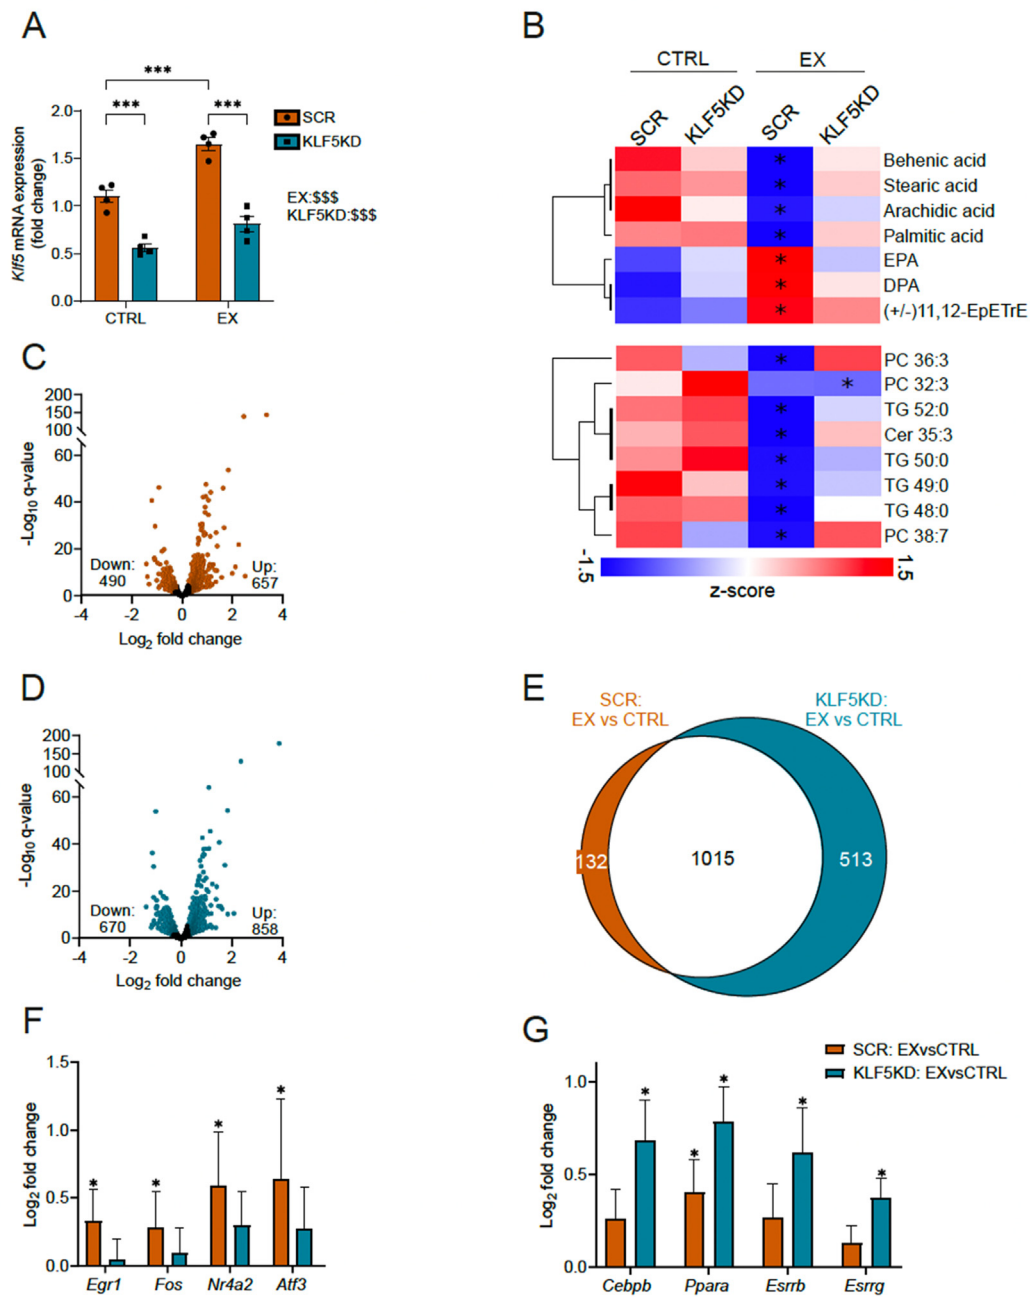 A
***
***
***
2.0
1.5
1.0
0.5
0.0
Klf5 mRNA expression
(fold change)
CTRL
EX
SCR
KLF5KD
EX:$$$
KLF5KD:$$$
B
CTRL
EX
SCR
KLF5KD
SCR
KLF5KD
* Behenic acid
* Stearic acid
* Arachidic acid
* Palmitic acid
* EPA
* DPA
* (+/-)11,12-EpETrE
* PC 36:3
* PC 32:3
* TG 52:0
* Cer 35:3
* TG 50:0
* TG 49:0
* TG 48:0
* PC 38:7
-1.5
1.5
z-score
C
200
150
100
60
40
20
0
-Log10 q-value
Down:
490
Up:
657
-4 -2 0 2 4
Log2 fold change
D
200
150
100
60
40
20
0
-Log10 q-value
Down:
670
Up:
858
-4 -2 0 2 4
Log2 fold change
E
SCR:
EX vs CTRL
KLF5KD:
EX vs CTRL
132
1015
513
F
1.5
1.0
0.5
0.0
Log2 fold change
* * * *
Egr1 Fos Nr4a2 Atf3
G
SCR: EXvsCTRL
KLF5KD: EXvsCTRL
1.0
0.5
0.0
Log2 fold change
* * * * *
Cebpb Ppara Esrrb Esrrg